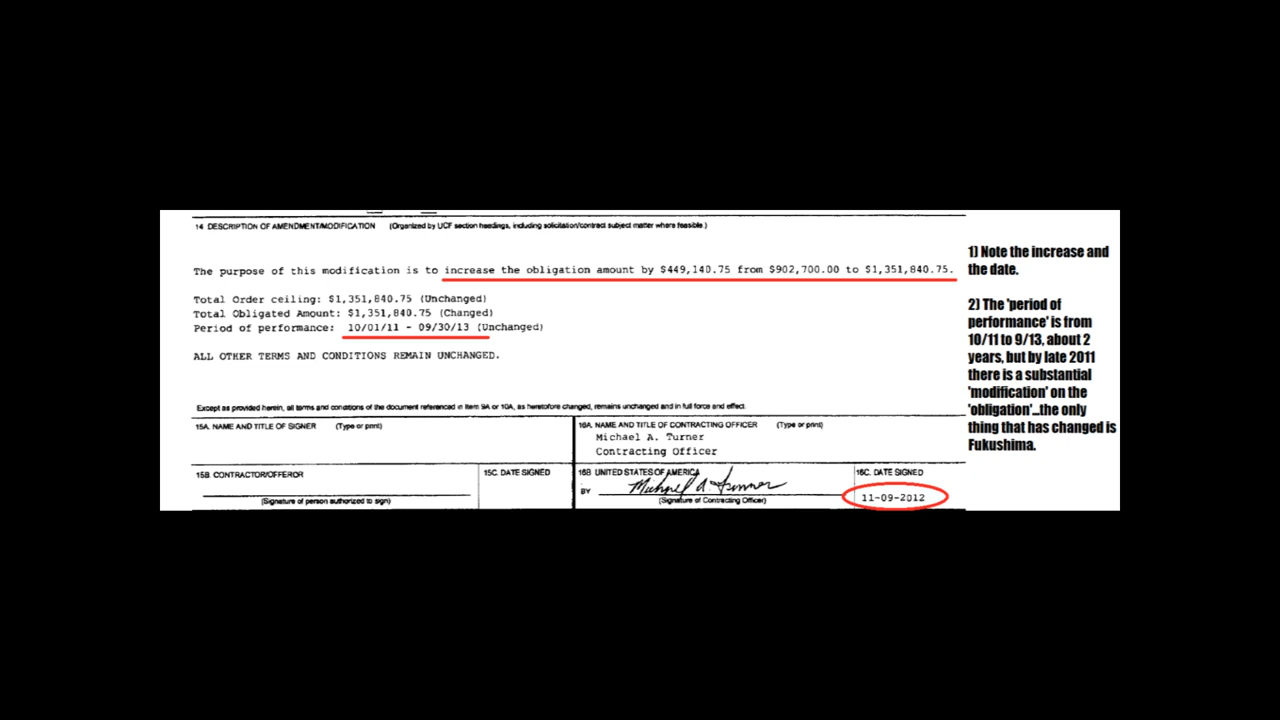 14 DESCRIPTION OF AMENDMENT/MODIFICATION (Organized by UCF section headings, including solicitation/contract subject matter where feasible.)
The purpose of this modification is to increase the obligation amount by $449,140.75 from $902,700.00 to $1,351,840.75.
Total Order ceiling: $1,351,840.75 (Unchanged)
Total Obligated Amount: $1,351,840.75 (Changed)
Period of performance: 10/01/11 - 09/30/13 (Unchanged)
ALL OTHER TERMS AND CONDITIONS REMAIN UNCHANGED.
Except as provided herein, all terms and conditions of the document referenced in Item 9A or 10A, as heretofore changed, remains unchanged and in full force and effect.
15A. NAME AND TITLE OF SIGNER (Type or print)
16A. NAME AND TITLE OF CONTRACTING OFFICER (Type or print)
Michael A. Turner
Contracting Officer
15B CONTRACTOR/OFFEROR
15C. DATE SIGNED
16B UNITED STATES OF AMERICA
16C. DATE SIGNED
BY Michael A Turner
11-09-2012
(Signature of person authorized to sign)
(Signature of Contracting Officer)
1) Note the increase and
the date.
2) The 'period of
performance' is from
10/11 to 9/13, about 2
years, but by late 2011
there is a substantial
'modification' on the
'obligation'...the only
thing that has changed is
Fukushima.